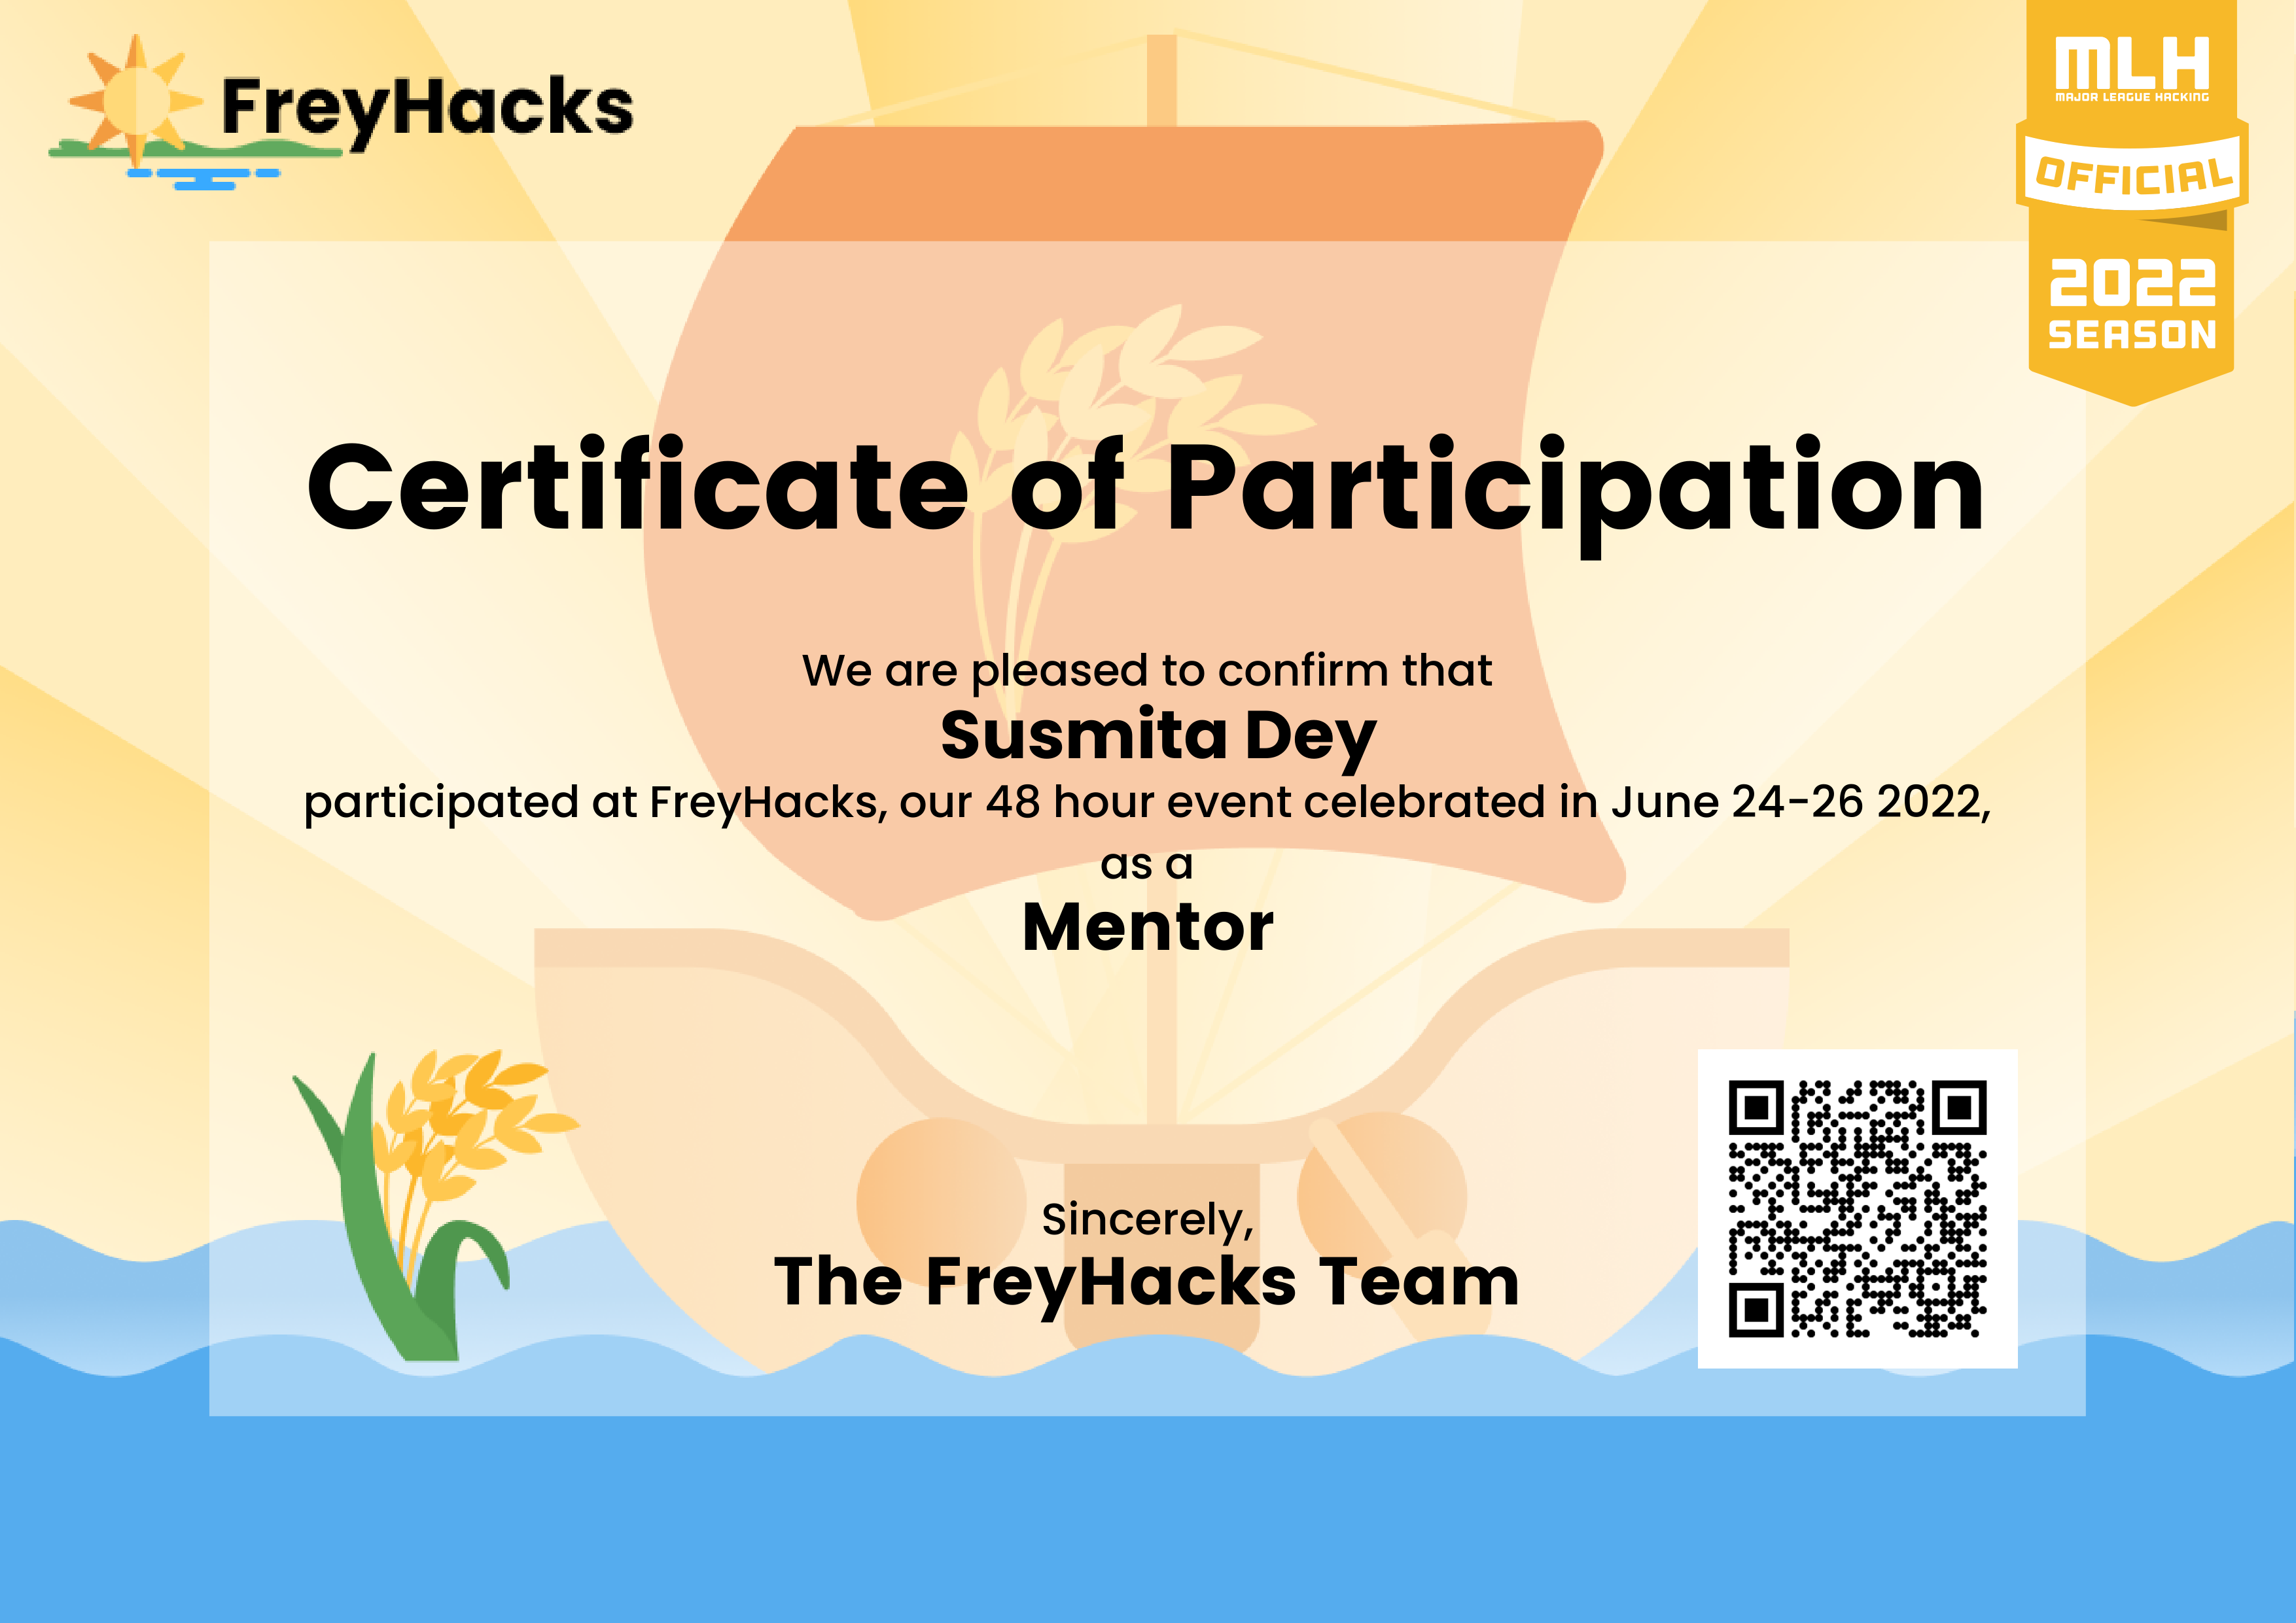 FreyHacks
MLH
MAJOR LEAGUE HACKING
OFFICIAL
2022
SEASON
Certificate of Participation
We are pleased to confirm that
Susmita Dey
participated at FreyHacks, our 48 hour event celebrated in June 24-26 2022,
as a
Mentor
Sincerely,
The FreyHacks Team